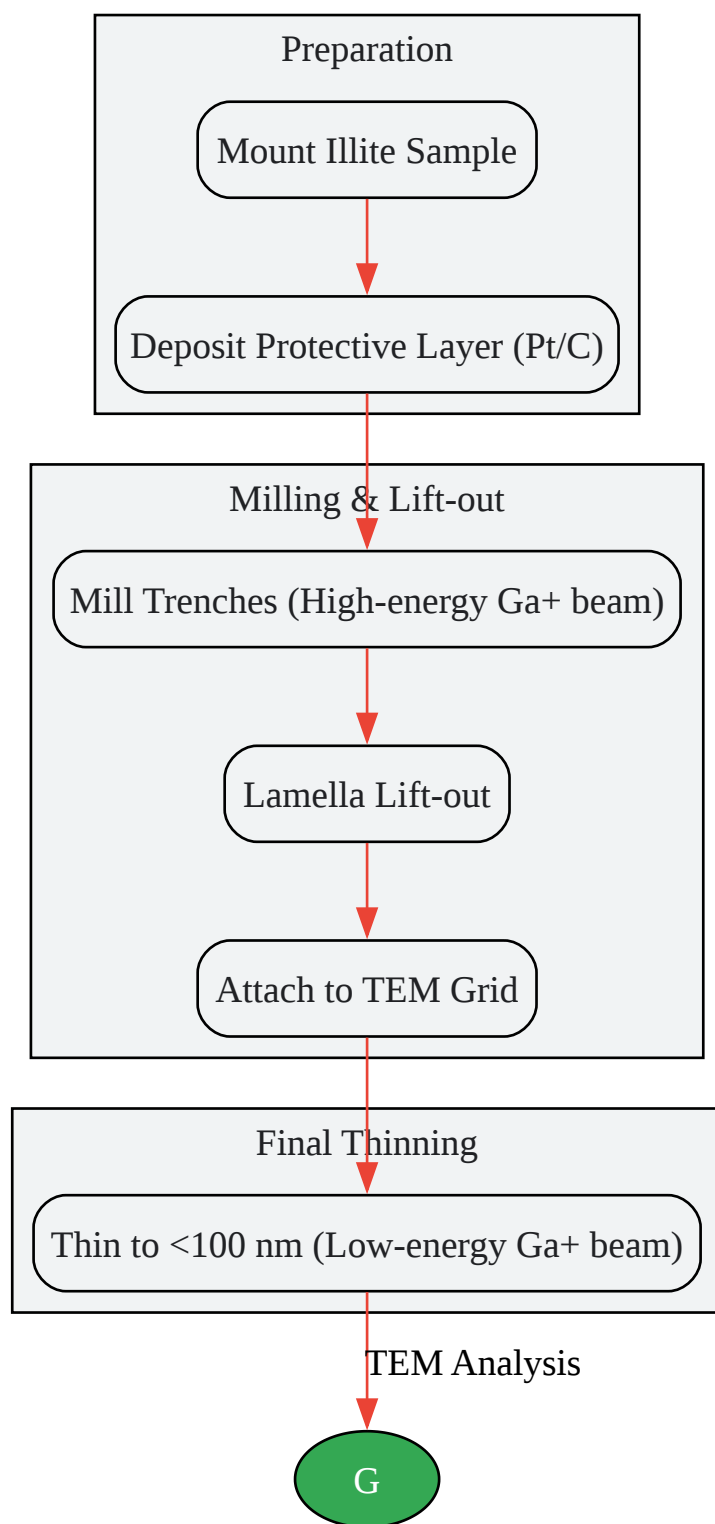 Preparation
Mount Illite Sample
Deposit Protective Layer (Pt/C)
Milling & Lift-out
Mill Trenches (High-energy Ga+ beam)
Lamella Lift-out
Attach to TEM Grid
Final Thinning
Thin to <100 nm (Low-energy Ga+ beam)
TEM Analysis
G